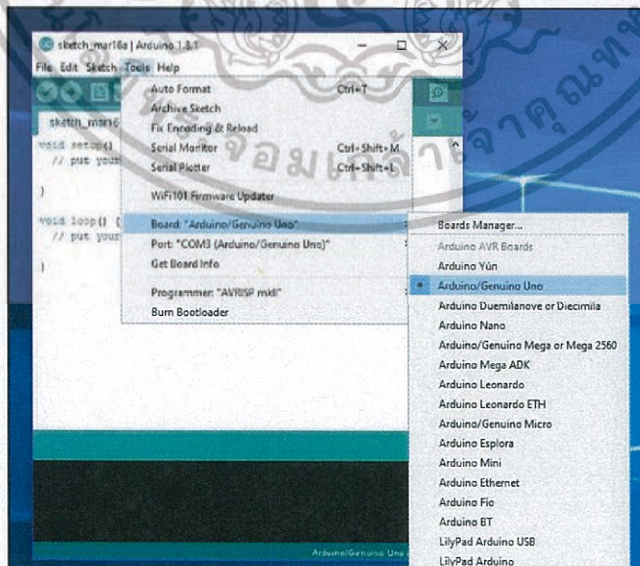 sketch_mar16a | Arduino 1.8.1
File Edit Sketch Tools Help
sketch_mar16
void setup()
// put your
}
void loop() {
// put your
}
Auto Format Ctrl+T
Archive Sketch
Fix Encoding & Reload
Serial Monitor Ctrl+Shift+M
Serial Plotter Ctrl+Shift+L
WiFi101 Firmware Updater
Board: "Arduino/Genuino Uno"
Port: "COM3 (Arduino/Genuino Uno)"
Get Board Info
Programmer: "AVRISP mkII"
Burn Bootloader
Boards Manager...
Arduino AVR Boards
Arduino Yún
Arduino/Genuino Uno
Arduino Duemilanove or Diecimila
Arduino Nano
Arduino/Genuino Mega or Mega 2560
Arduino Mega ADK
Arduino Leonardo
Arduino Leonardo ETH
Arduino/Genuino Micro
Arduino Esplora
Arduino Mini
Arduino Ethernet
Arduino Fio
Arduino BT
LilyPad Arduino USB
LilyPad Arduino
Arduino/Genuino Uno